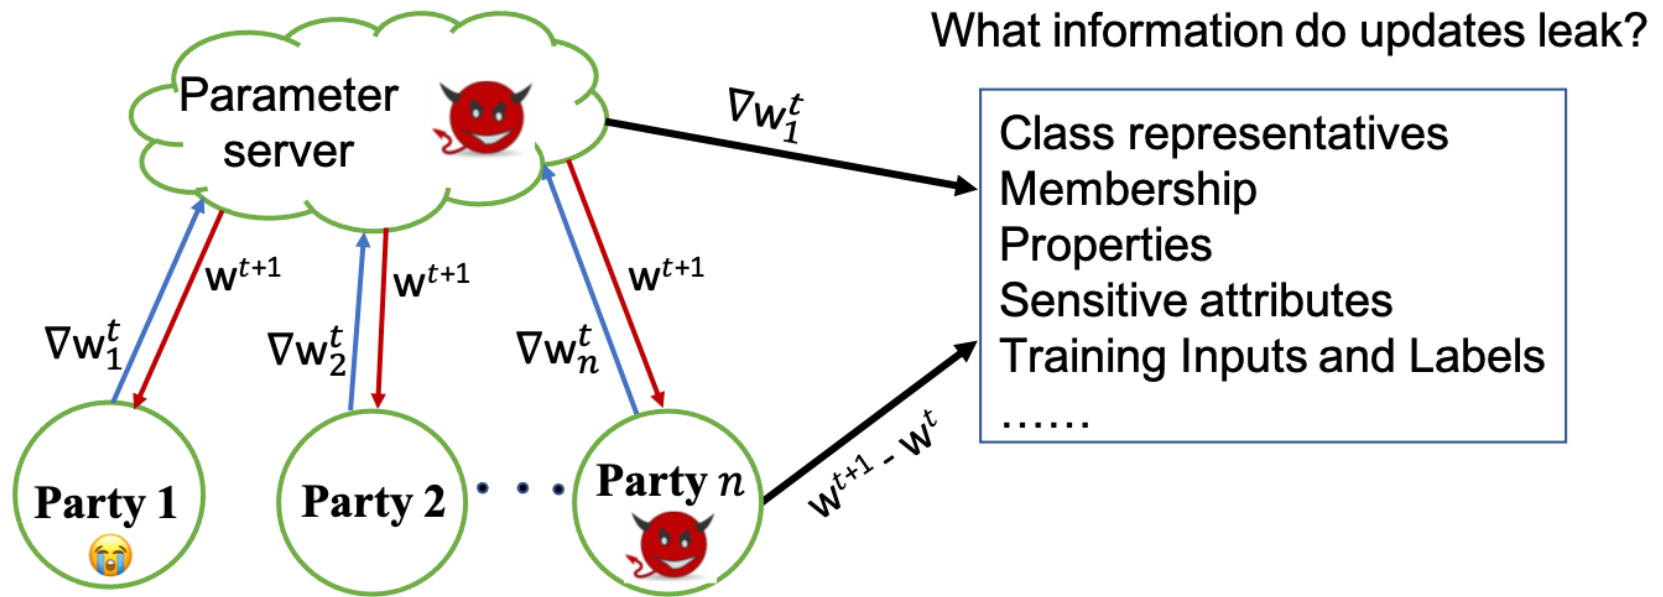 What information do updates leak?
Parameter
server
∇w₁ᵗ
Class representatives
Membership
Properties
Sensitive attributes
Training Inputs and Labels
......
wᵗ⁺¹
wᵗ⁺¹
wᵗ⁺¹
∇w₁ᵗ
∇w₂ᵗ
∇wₙᵗ
wᵗ⁺¹ - wᵗ
Party 1
Party 2
. . .
Party n